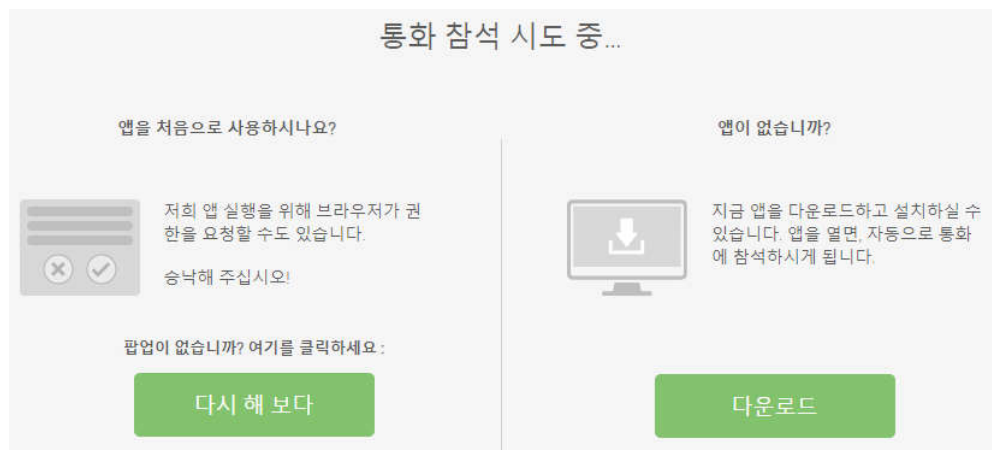 통화 참석 시도 중...
앱을 처음으로 사용하시나요?
저희 앱 실행을 위해 브라우저가 권
한을 요청할 수도 있습니다.
승낙해 주십시오!
팝업이 없습니까? 여기를 클릭하세요 :
다시 해 보다
앱이 없습니까?
지금 앱을 다운로드하고 설치하실 수
있습니다. 앱을 열면, 자동으로 통화
에 참석하시게 됩니다.
다운로드